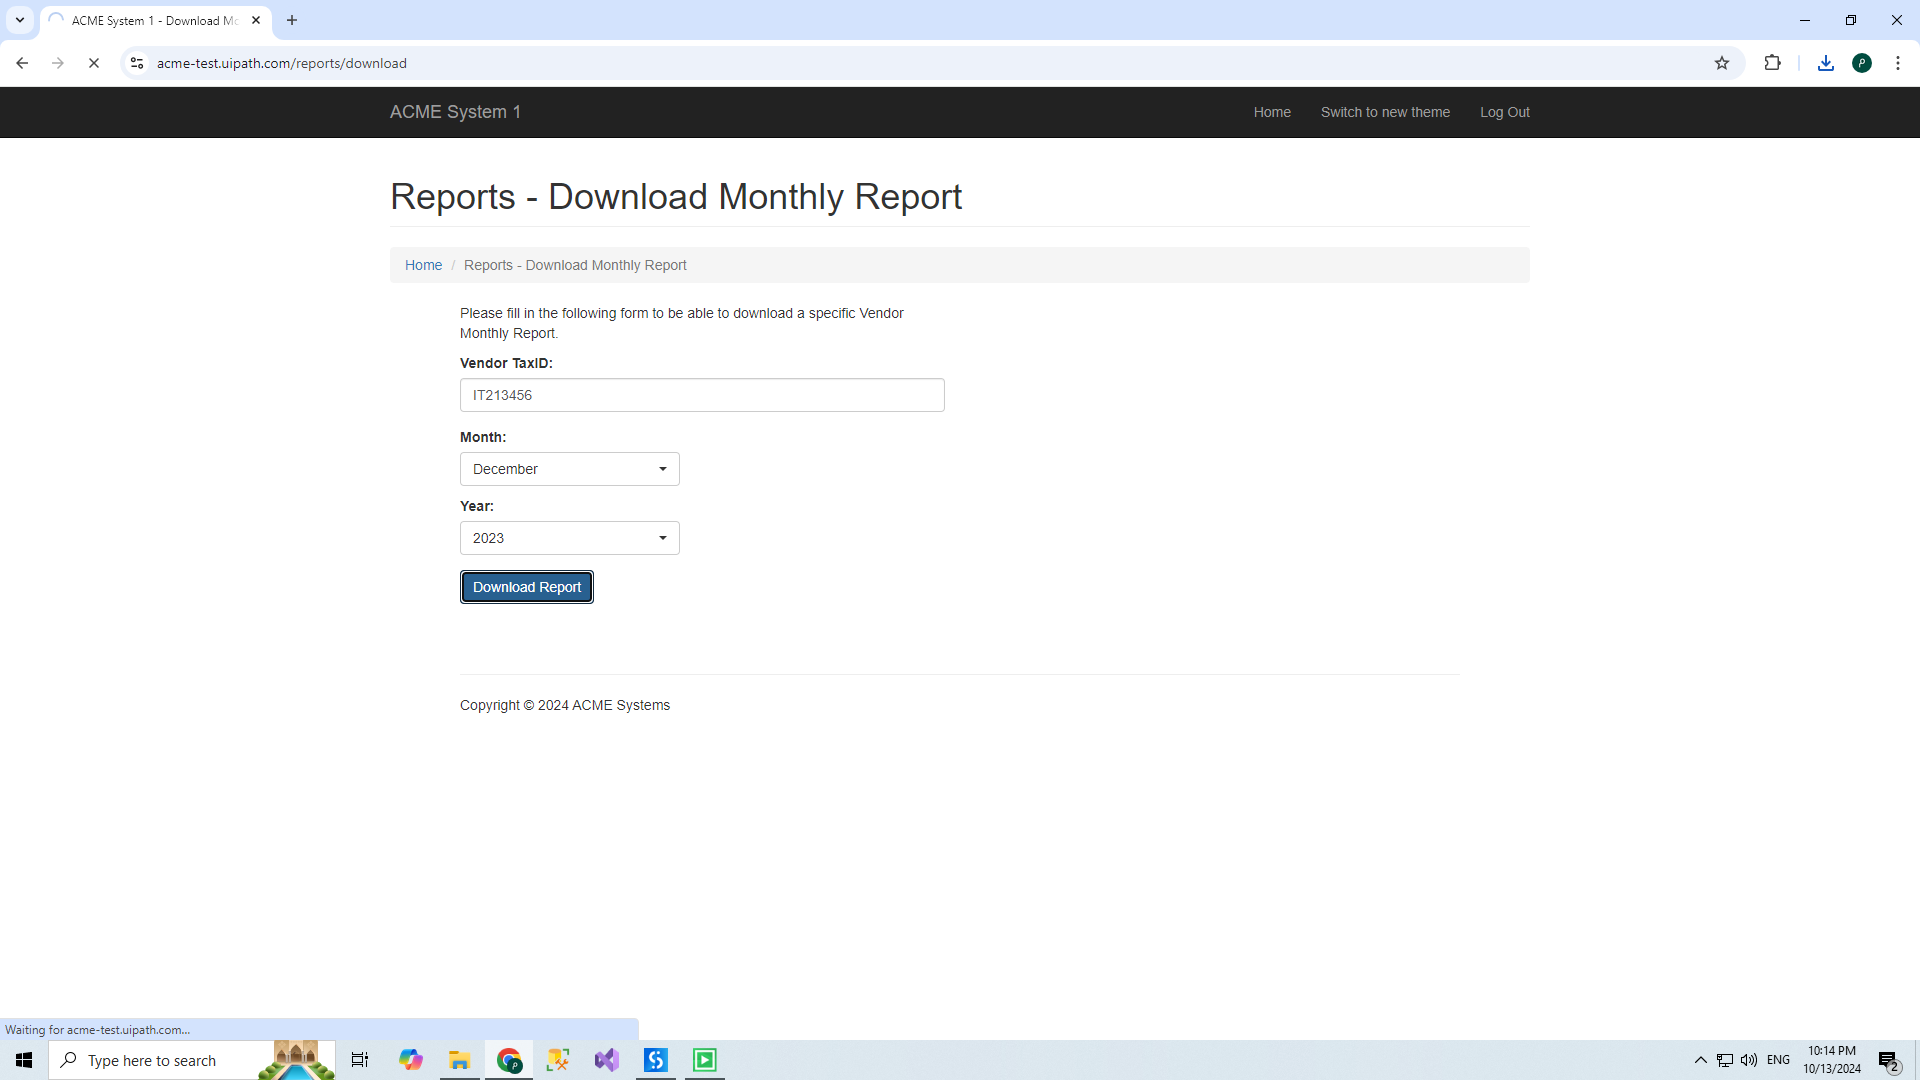 ACME System 1 - Download Mo
acme-test.uipath.com/reports/download
ACME System 1
Home
Switch to new theme
Log Out
Reports - Download Monthly Report
Home / Reports - Download Monthly Report
Please fill in the following form to be able to download a specific Vendor
Monthly Report.
Vendor TaxID:
IT213456
Month:
December
Year:
2023
Download Report
Copyright © 2024 ACME Systems
Waiting for acme-test.uipath.com...
Type here to search
ENG
10:14 PM
10/13/2024
2